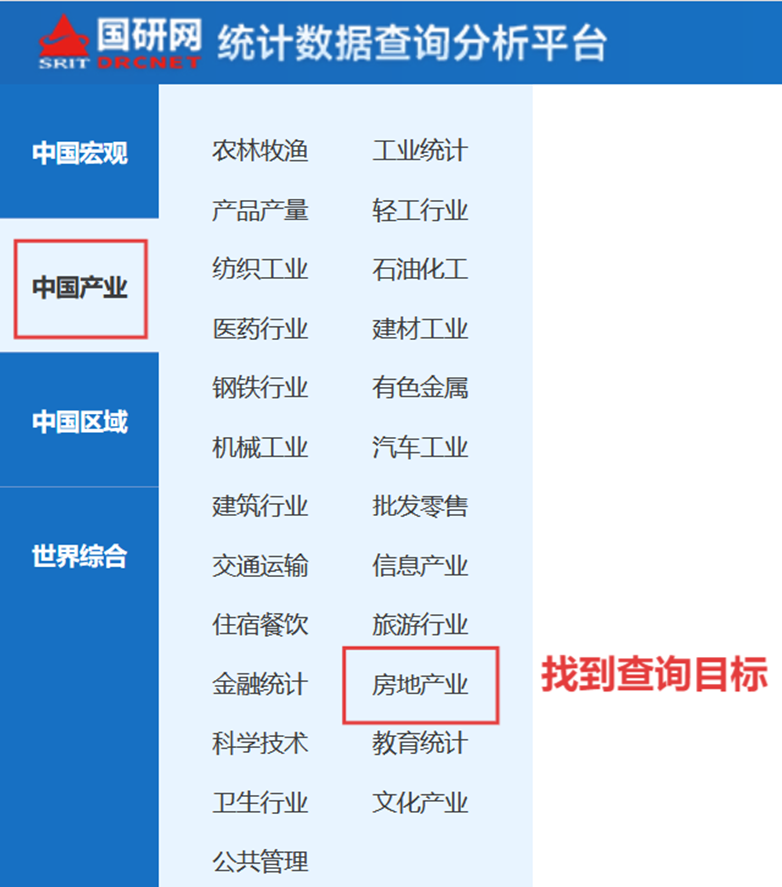 国研网 统计数据查询分析平台
SRIT DRCNET
中国宏观
中国产业
中国区域
世界综合
农林牧渔 工业统计
产品产量 轻工行业
纺织工业 石油化工
医药行业 建材工业
钢铁行业 有色金属
机械工业 汽车工业
建筑行业 批发零售
交通运输 信息产业
住宿餐饮 旅游行业
金融统计 房地产业 找到查询目标
科学技术 教育统计
卫生行业 文化产业
公共管理